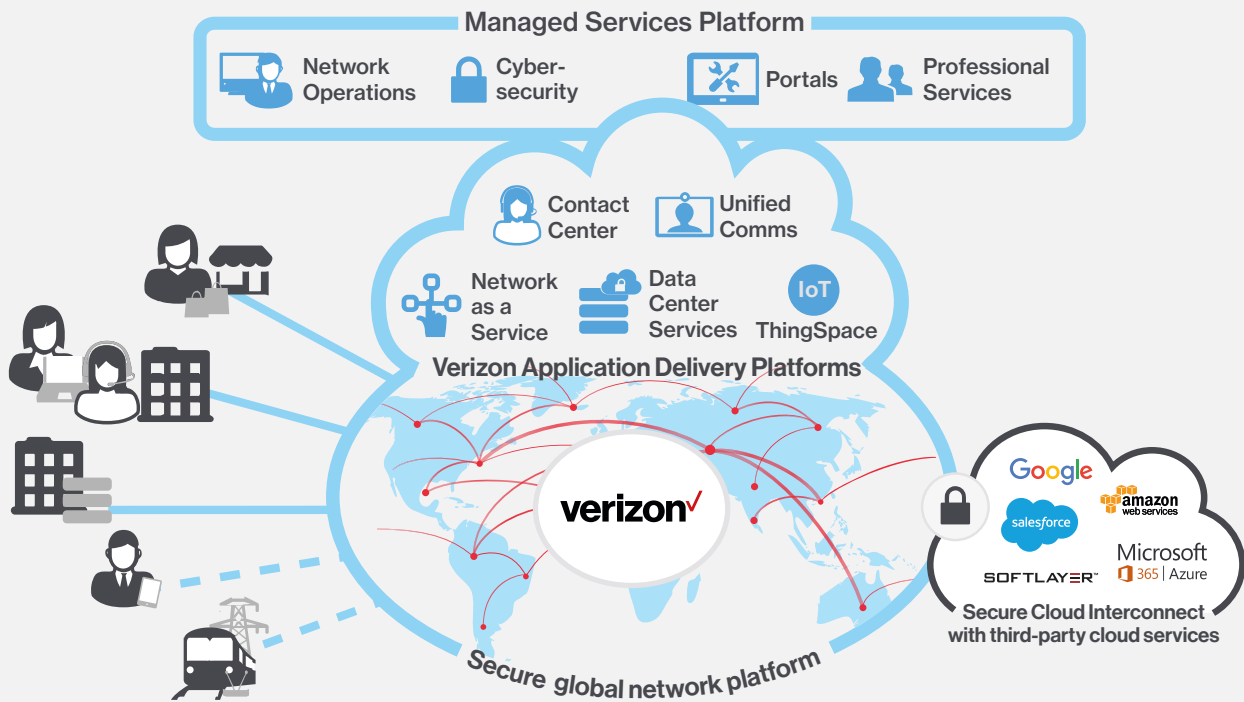 Managed Services Platform
Network
Operations
Cyber-
security
Portals
Professional
Services
Contact
Center
Unified
Comms
Network
as a
Service
Data
Center
Services
IoT
ThingSpace
Verizon Application Delivery Platforms
verizon✓
Google
salesforce
amazon
web services
SOFTLAYER™
Microsoft
365 | Azure
Secure Cloud Interconnect
with third-party cloud services
Secure global network platform